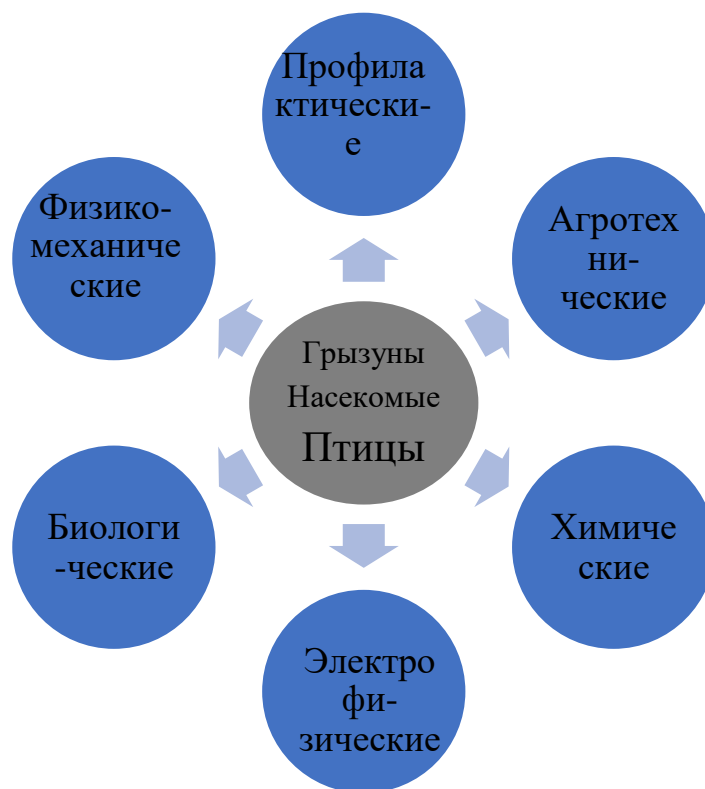 Профила
ктически-
е
Физико-
механиче
ские
Агротех
ни-
ческие
Грызуны
Насекомые
Птицы
Биологи
-ческие
Химиче
ские
Электро
фи-
зические